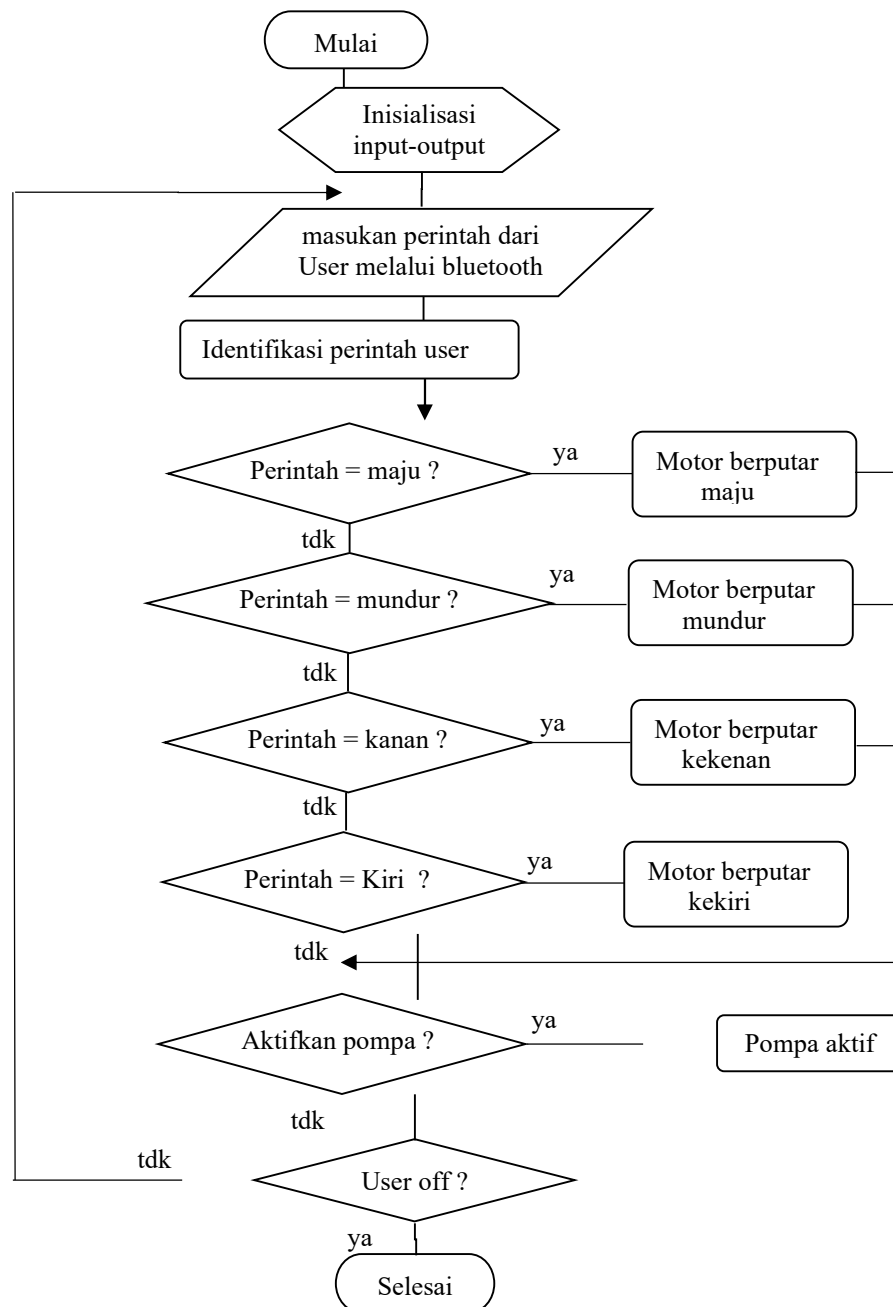 Mulai
Inisialisasi
input-output
masukan perintah dari
User melalui bluetooth
Identifikasi perintah user
Perintah = maju ?
ya
Motor berputar
maju
tdk
Perintah = mundur ?
ya
Motor berputar
mundur
tdk
Perintah = kanan ?
ya
Motor berputar
kekenan
tdk
Perintah = Kiri ?
ya
Motor berputar
kekiri
tdk
Aktifkan pompa ?
ya
Pompa aktif
tdk
User off ?
tdk
ya
Selesai